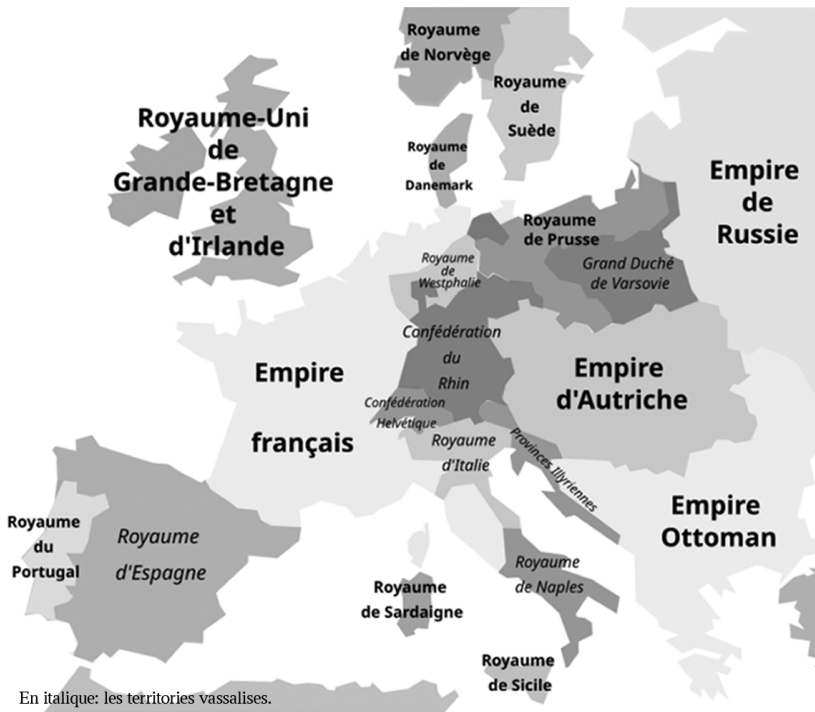 Royaume
de Norvège
Royaume
de
Suède
Royaume-Uni
de
Grande-Bretagne
et
d'Irlande
Royaume
de
Danemark
Empire
de
Russie
Royaume
de Prusse
Royaume
de
Westphalie
Grand Duché
de Varsovie
Confédération
du
Rhin
Empire
français
Empire
d'Autriche
Confédération
Helvétique
Royaume
d'Italie
Provinces Illyriennes
Empire
Ottoman
Royaume
du
Portugal
Royaume
d'Espagne
Royaume
de Sardaigne
Royaume
de Naples
Royaume
de Sicile
En italique: les territories vassalises.